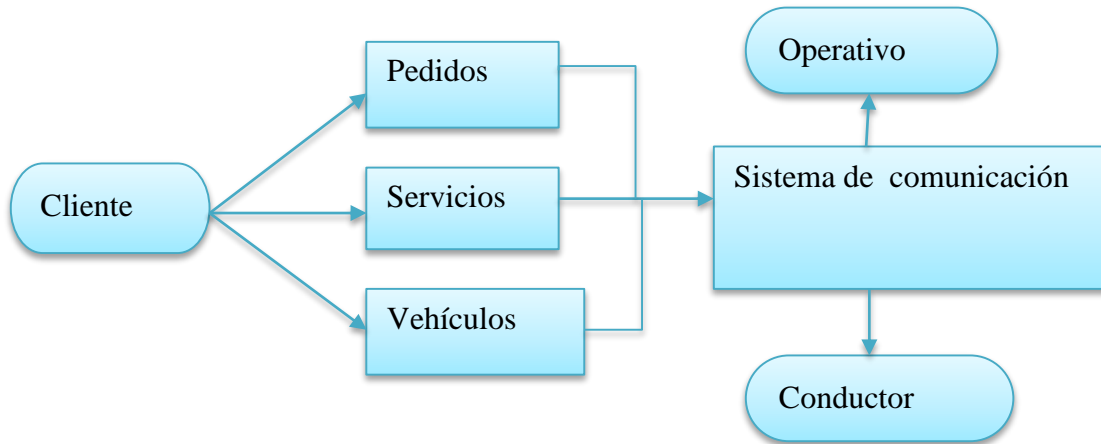 Cliente
Pedidos
Servicios
Vehículos
Operativo
Sistema de comunicación
Conductor